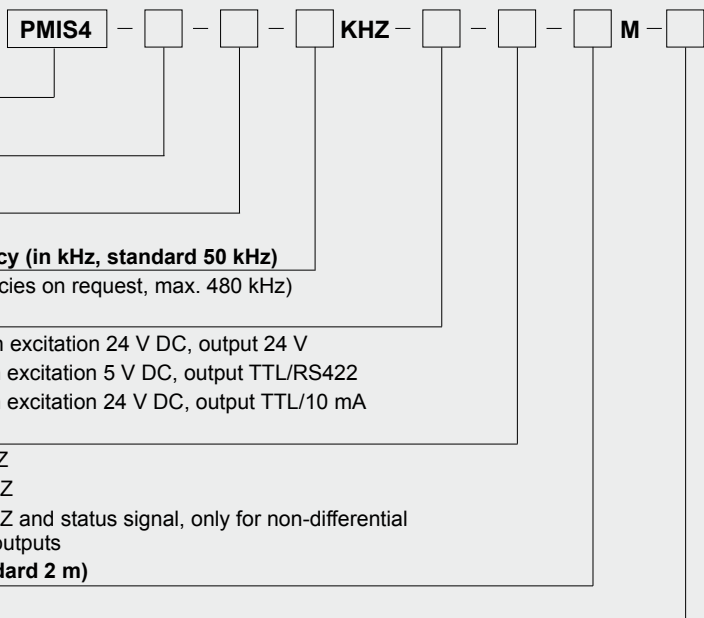 PMIS4 – – – KHZ – – – M –
cy (in kHz, standard 50 kHz)
cies on request, max. 480 kHz)
n excitation 24 V DC, output 24 V
n excitation 5 V DC, output TTL/RS422
n excitation 24 V DC, output TTL/10 mA
Z
Z
Z and status signal, only for non-differential
outputs
dard 2 m)